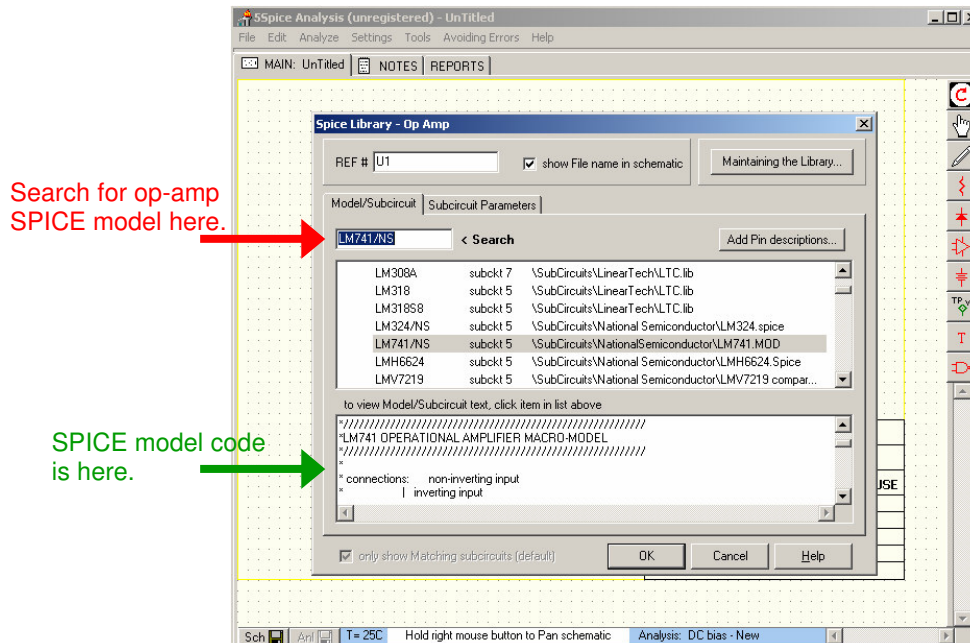 5Spice Analysis (unregistered) - UnTitled
File Edit Analyze Settings Tools Avoiding Errors Help
MAIN: UnTitled NOTES REPORTS
Spice Library - Op Amp
REF # U1 show File name in schematic Maintaining the Library...
Search for op-amp
SPICE model here.
Model/Subcircuit Subcircuit Parameters
LM741/NS < Search Add Pin descriptions...
LM308A subckt 7 \SubCircuits\LinearTech\LTC.lib
LM318 subckt 5 \SubCircuits\LinearTech\LTC.lib
LM318S8 subckt 5 \SubCircuits\LinearTech\LTC.lib
LM324/NS subckt 5 \SubCircuits\National Semiconductor\LM324.spice
LM741/NS subckt 5 \SubCircuits\NationalSemiconductor\LM741.MOD
LMH6624 subckt 5 \SubCircuits\National Semiconductor\LMH6624.Spice
LMV7219 subckt 5 \SubCircuits\National Semiconductor\LMV7219 compar...
to view Model/Subcircuit text, click item in list above
SPICE model code
is here.
*//////////////////////////////////////////////////////////
*LM741 OPERATIONAL AMPLIFIER MACRO-MODEL
*//////////////////////////////////////////////////////////
*
* connections: non-inverting input
* | inverting input
USE
only show Matching subcircuits (default) OK Cancel Help
TP V
T
Sch T= 25C Hold right mouse button to Pan schematic Analysis: DC bias - New